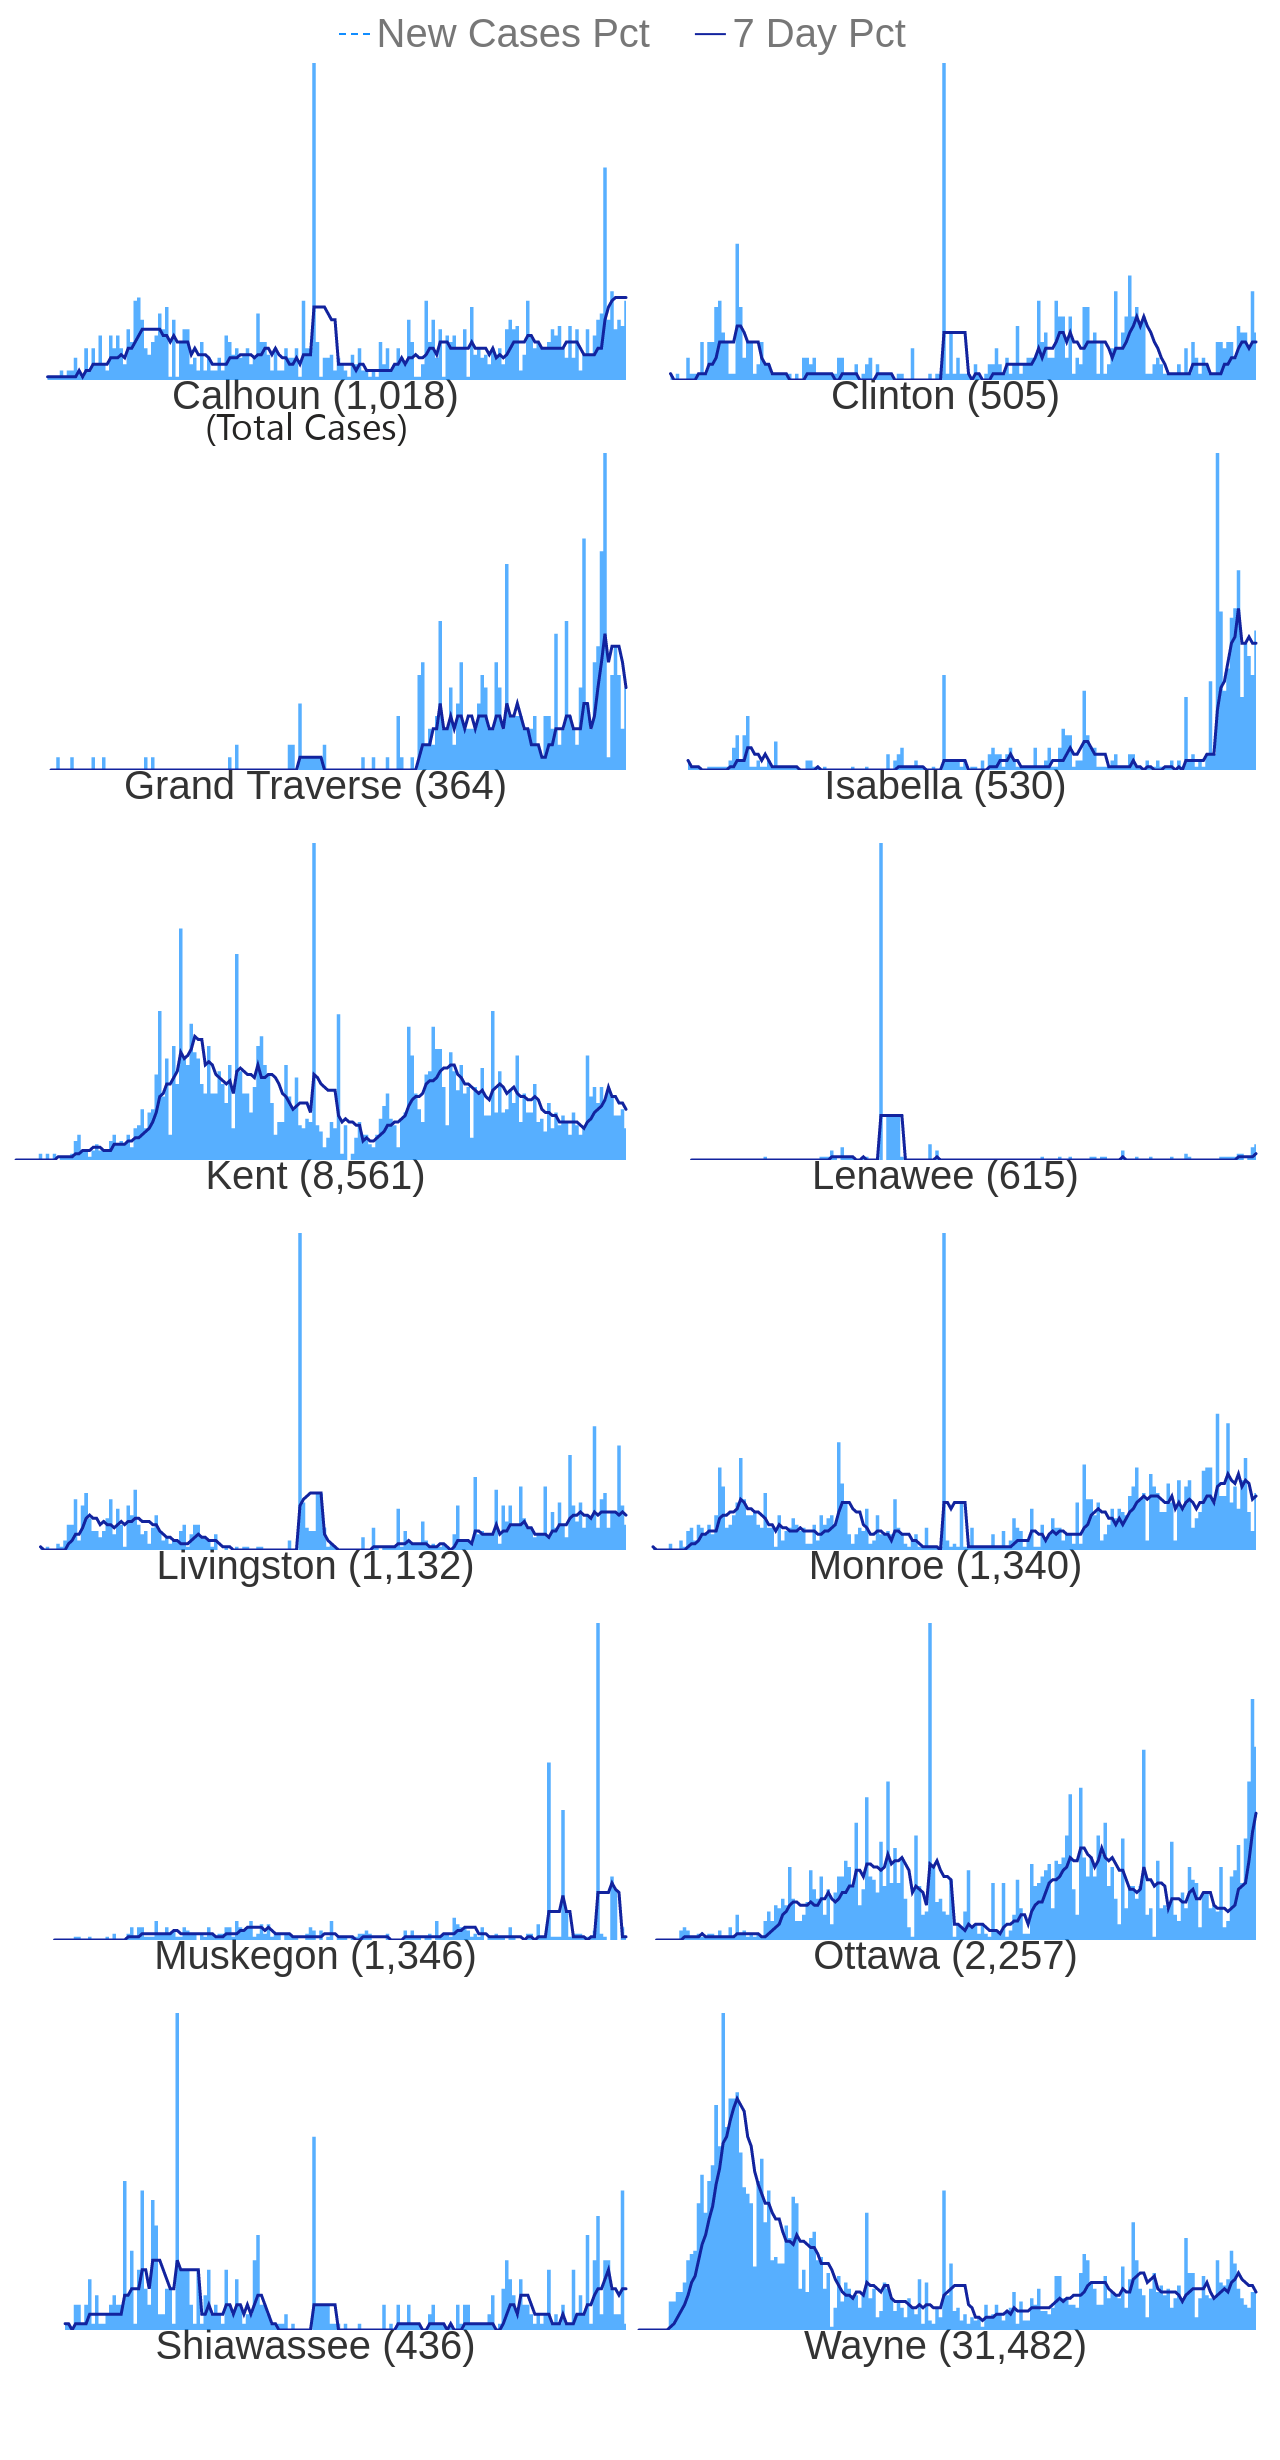 New Cases Pct 7 Day Pct
Calhoun (1,018) Clinton (505)
(Total Cases)
Grand Traverse (364) Isabella (530)
Kent (8,561) Lenawee (615)
Livingston (1,132) Monroe (1,340)
Muskegon (1,346) Ottawa (2,257)
Shiawassee (436) Wayne (31,482)